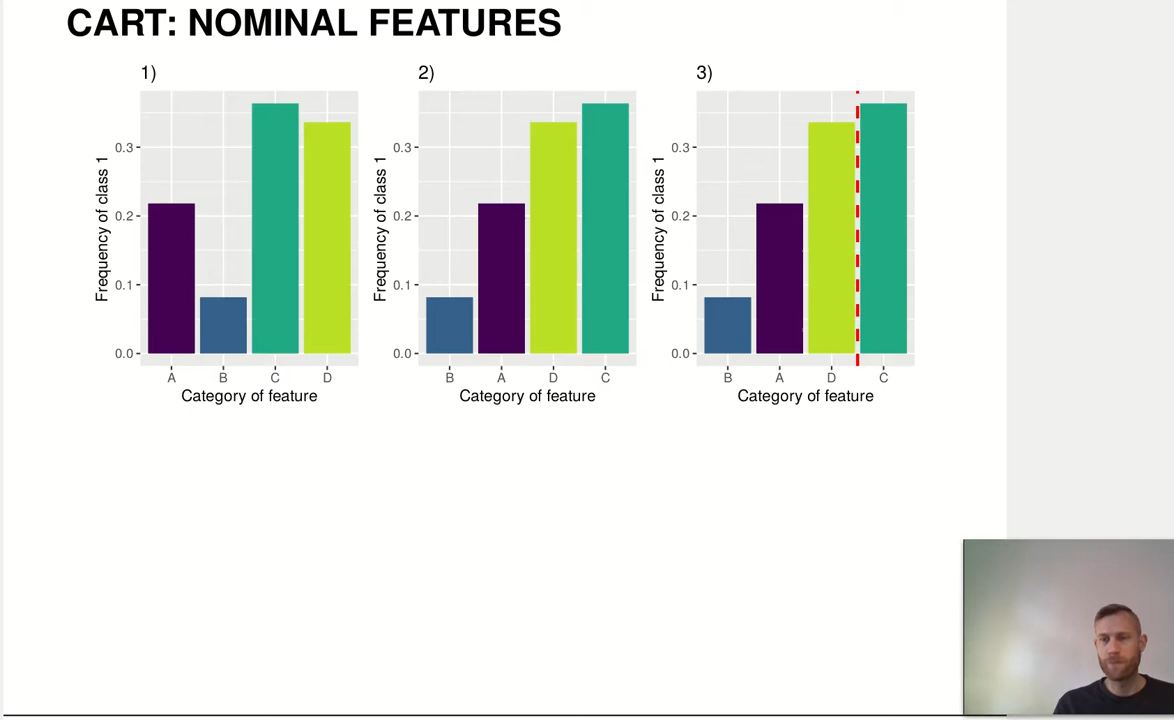 CART: NOMINAL FEATURES
1)
Frequency of class 1
0.3
0.2
0.1
0.0
A B C D
Category of feature
2)
Frequency of class 1
0.3
0.2
0.1
0.0
B A D C
Category of feature
3)
Frequency of class 1
0.3
0.2
0.1
0.0
B A D C
Category of feature